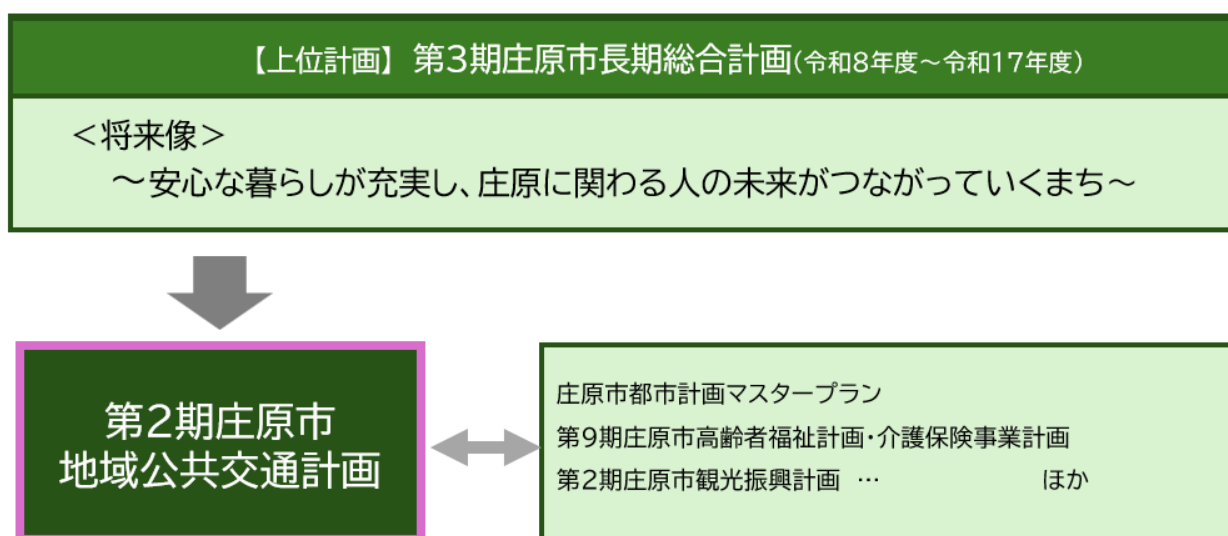 【上位計画】 第3期庄原市長期総合計画(令和8年度～令和17年度)
＜将来像＞
～安心な暮らしが充実し、庄原に関わる人の未来がつながっていくまち～
第2期庄原市
地域公共交通計画
庄原市都市計画マスタープラン
第9期庄原市高齢者福祉計画・介護保険事業計画
第2期庄原市観光振興計画 … ほか